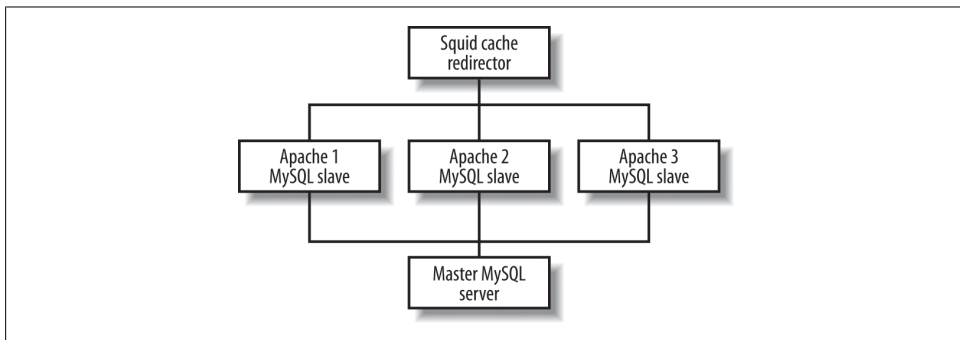 Squid cache
redirector
Apache 1
MySQL slave
Apache 2
MySQL slave
Apache 3
MySQL slave
Master MySQL
server